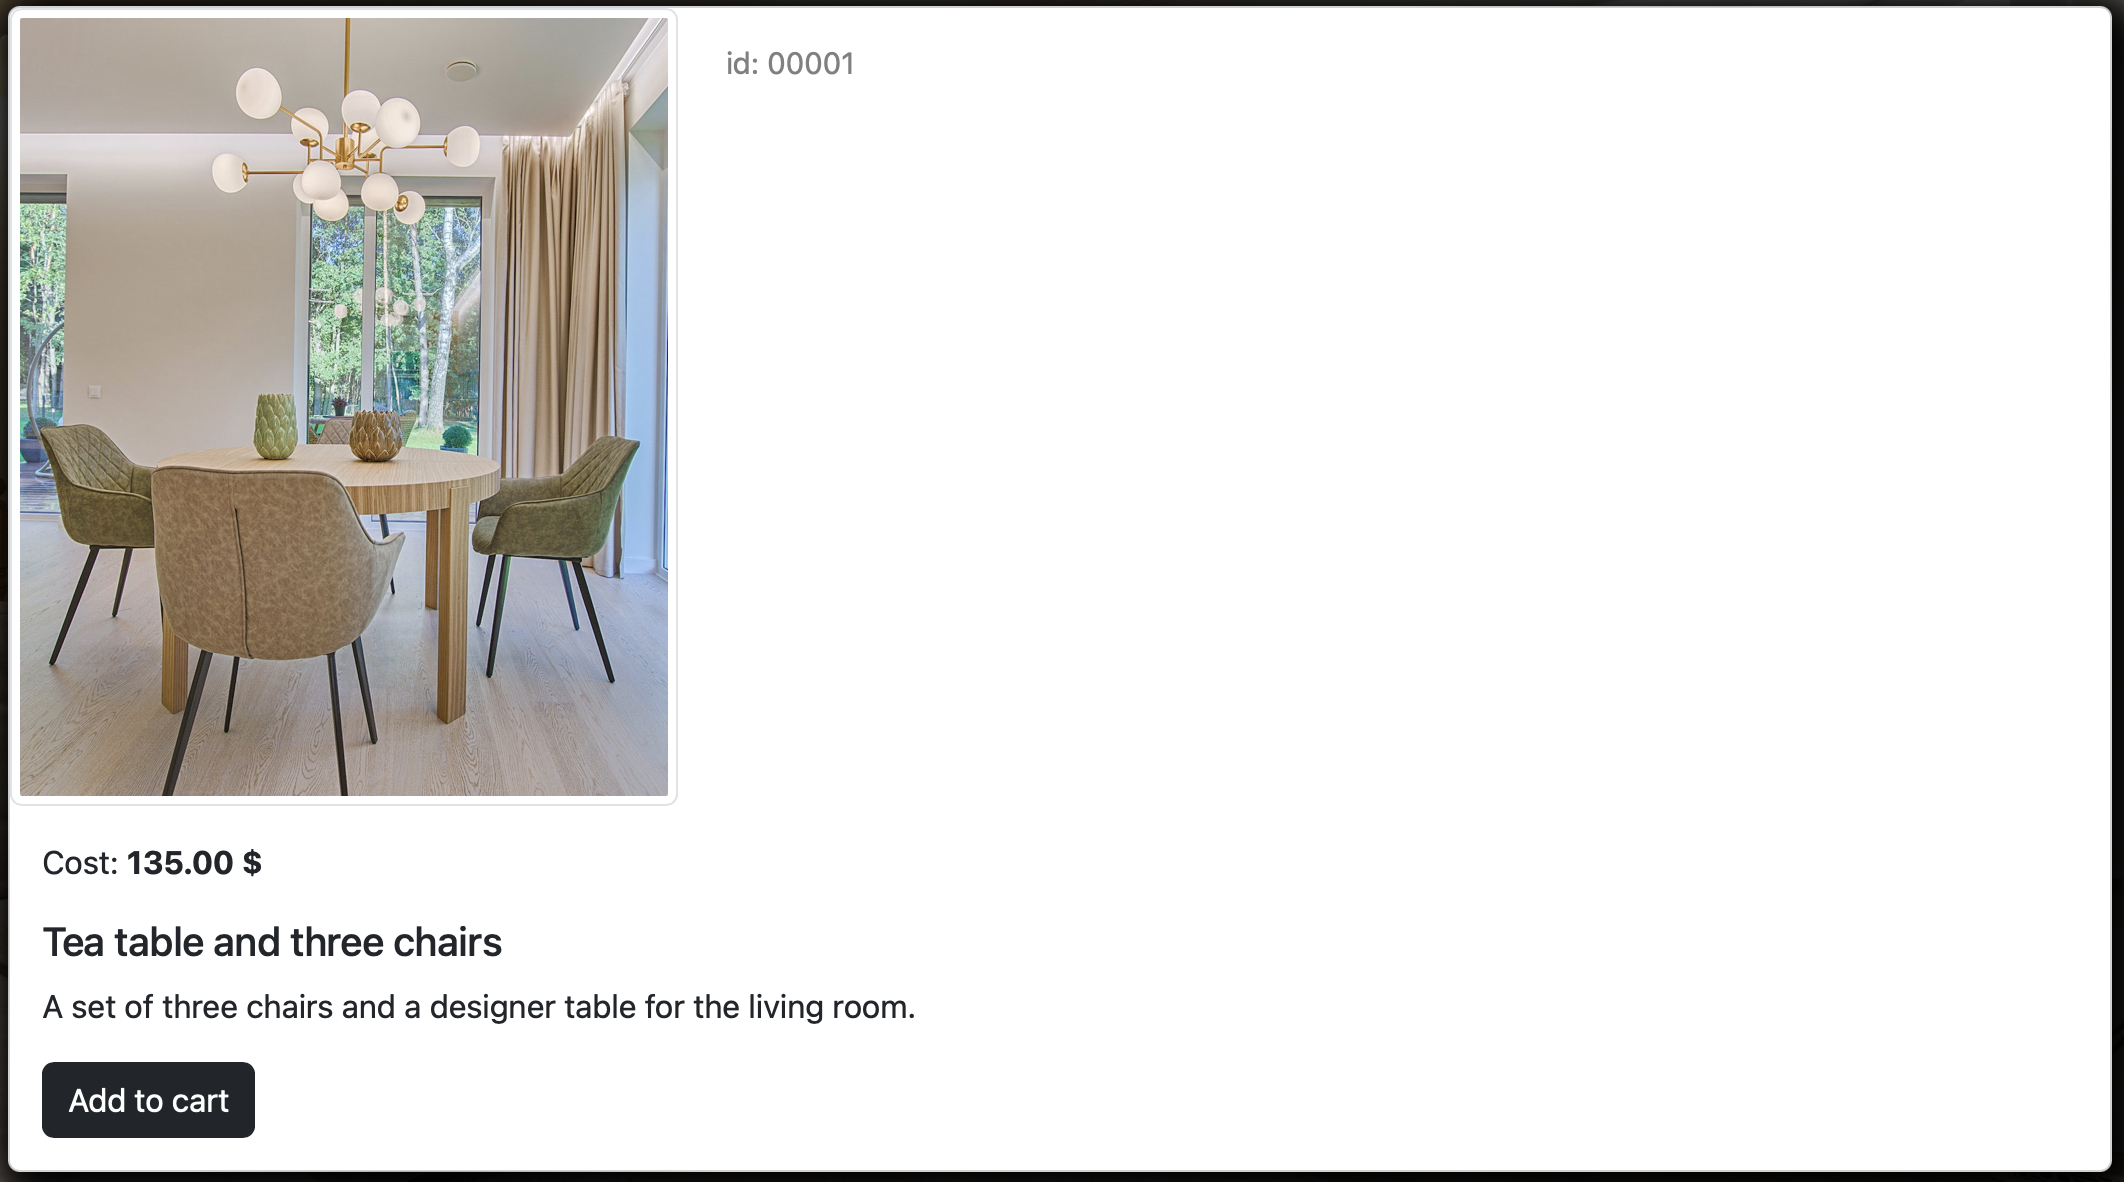 id: 00001
Cost: 135.00 $
Tea table and three chairs
A set of three chairs and a designer table for the living room.
Add to cart